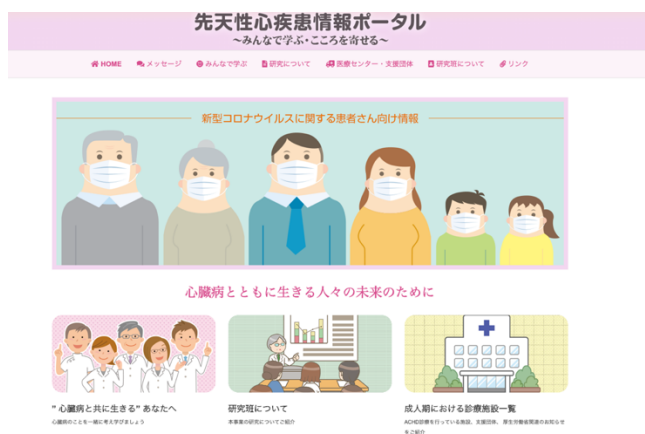 先天性心疾患情報ポータル
～みんなで学ぶ・こころを寄せる～
HOME メッセージ みんなで学ぶ 研究について 医療センター・支援団体 研究班について リンク
新型コロナウイルスに関する患者さん向け情報
心臓病とともに生きる人々の未来のために
" 心臓病と共に生きる" あなたへ
心臓病のことを一緒に考え学びましょう
研究班について
本事業の研究についてご紹介
成人期における診療施設一覧
ACHD診療を行っている施設、支援団体、厚生労働省関連のお知らせ
をご紹介